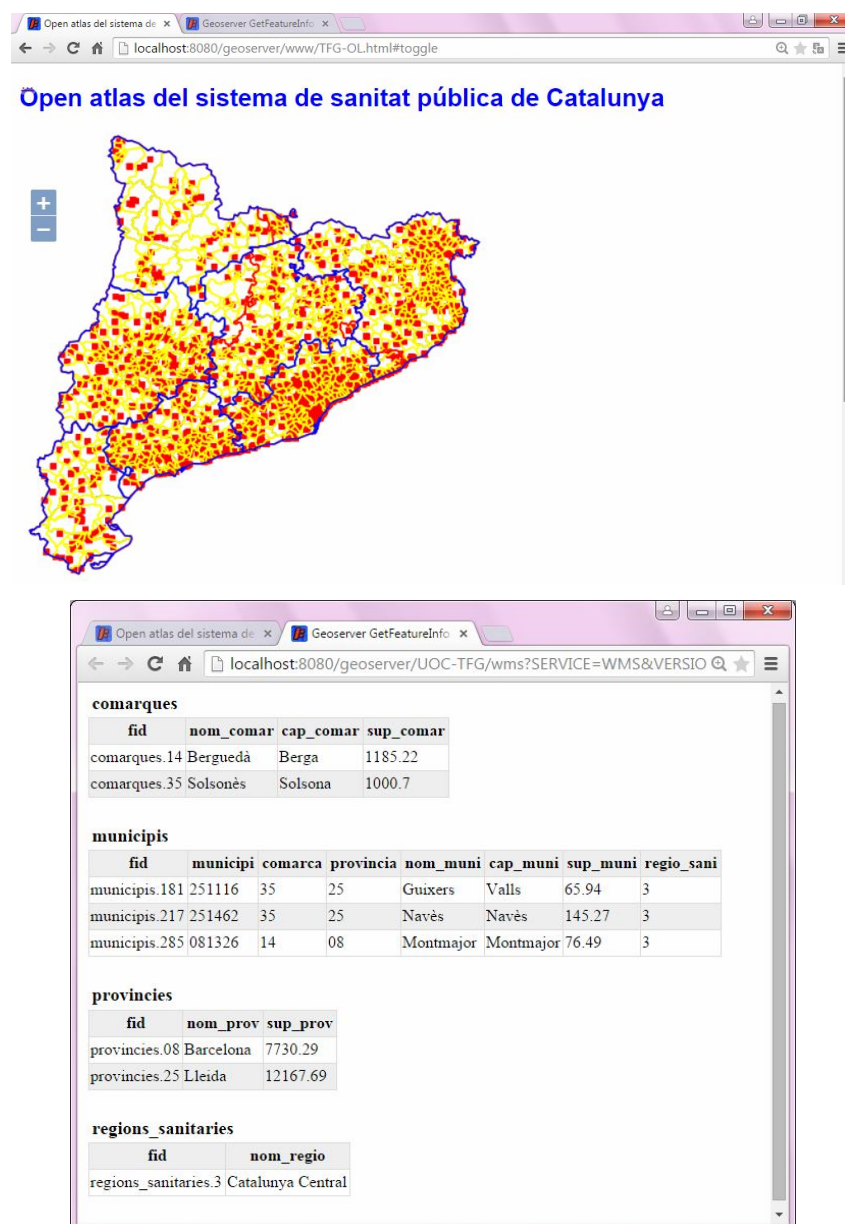 Open atlas del sistema de
Geoserver GetFeatureInfo
localhost:8080/geoserver/www/TFG-OL.html#toggle
Open atlas del sistema de sanitat pública de Catalunya
+
−
Open atlas del sistema de
Geoserver GetFeatureInfo
localhost:8080/geoserver/UOC-TFG/wms?SERVICE=WMS&VERSIO
comarques
fid nom_comar cap_comar sup_comar
comarques.14 Berguedà Berga 1185.22
comarques.35 Solsonès Solsona 1000.7
municipis
fid municipi comarca provincia nom_muni cap_muni sup_muni regio_sani
municipis.181 251116 35 25 Guixers Valls 65.94 3
municipis.217 251462 35 25 Navès Navès 145.27 3
municipis.285 081326 14 08 Montmajor Montmajor 76.49 3
provincies
fid nom_prov sup_prov
provincies.08 Barcelona 7730.29
provincies.25 Lleida 12167.69
regions_sanitaries
fid nom_regio
regions_sanitaries.3 Catalunya Central